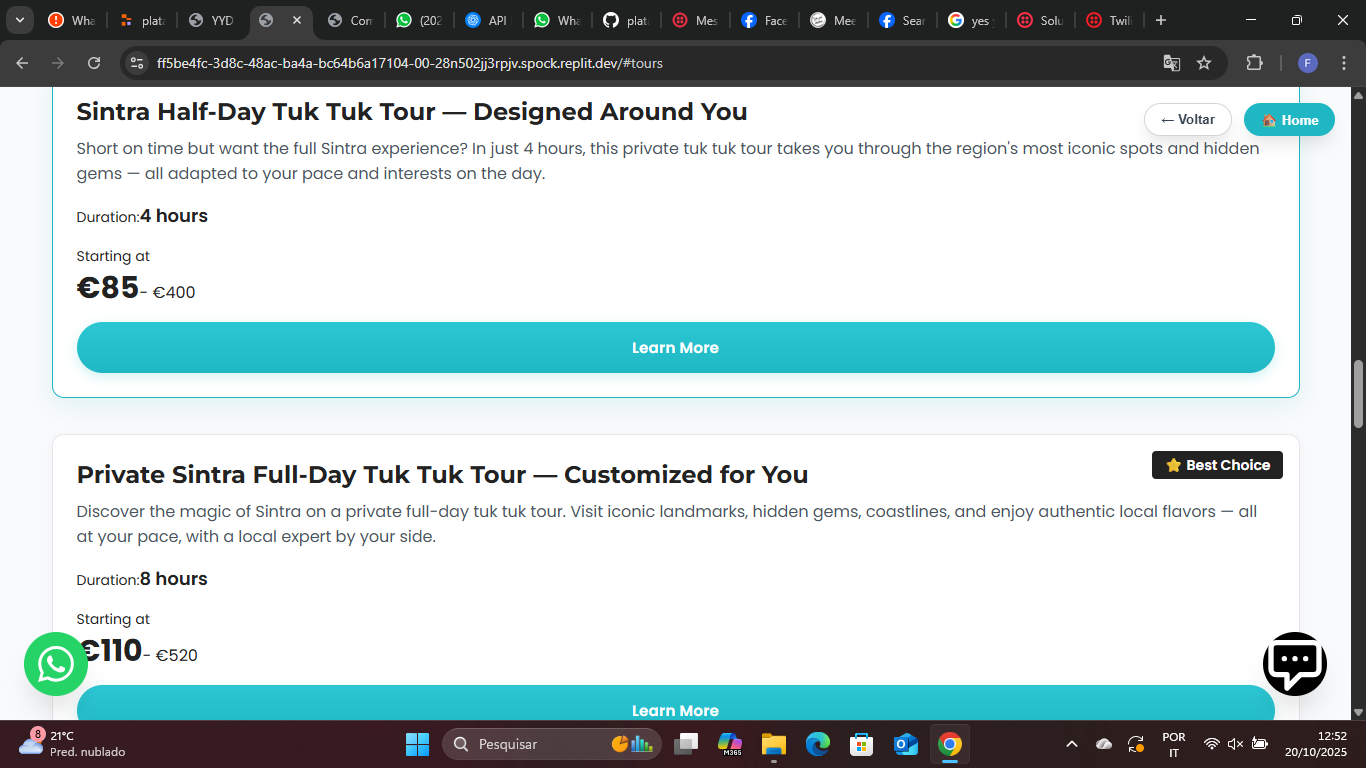 Wha
plat
YYD
Con
(202
API
Wha
plat
Mes
Face
Mee
Sear
yes
Solu
Twil
ff5be4fc-3d8c-48ac-ba4a-bc64b6a17104-00-28n502jj3rpjv.spock.replit.dev/#tours
F
Sintra Half-Day Tuk Tuk Tour — Designed Around You
← Voltar
Home
Short on time but want the full Sintra experience? In just 4 hours, this private tuk tuk tour takes you through the region's most iconic spots and hidden
gems — all adapted to your pace and interests on the day.
Duration:4 hours
Starting at
€85- €400
Learn More
Private Sintra Full-Day Tuk Tuk Tour — Customized for You
Best Choice
Discover the magic of Sintra on a private full-day tuk tuk tour. Visit iconic landmarks, hidden gems, coastlines, and enjoy authentic local flavors — all
at your pace, with a local expert by your side.
Duration:8 hours
Starting at
€110- €520
Learn More
8
21°C
Pred. nublado
Pesquisar
M365
POR
IT
12:52
20/10/2025